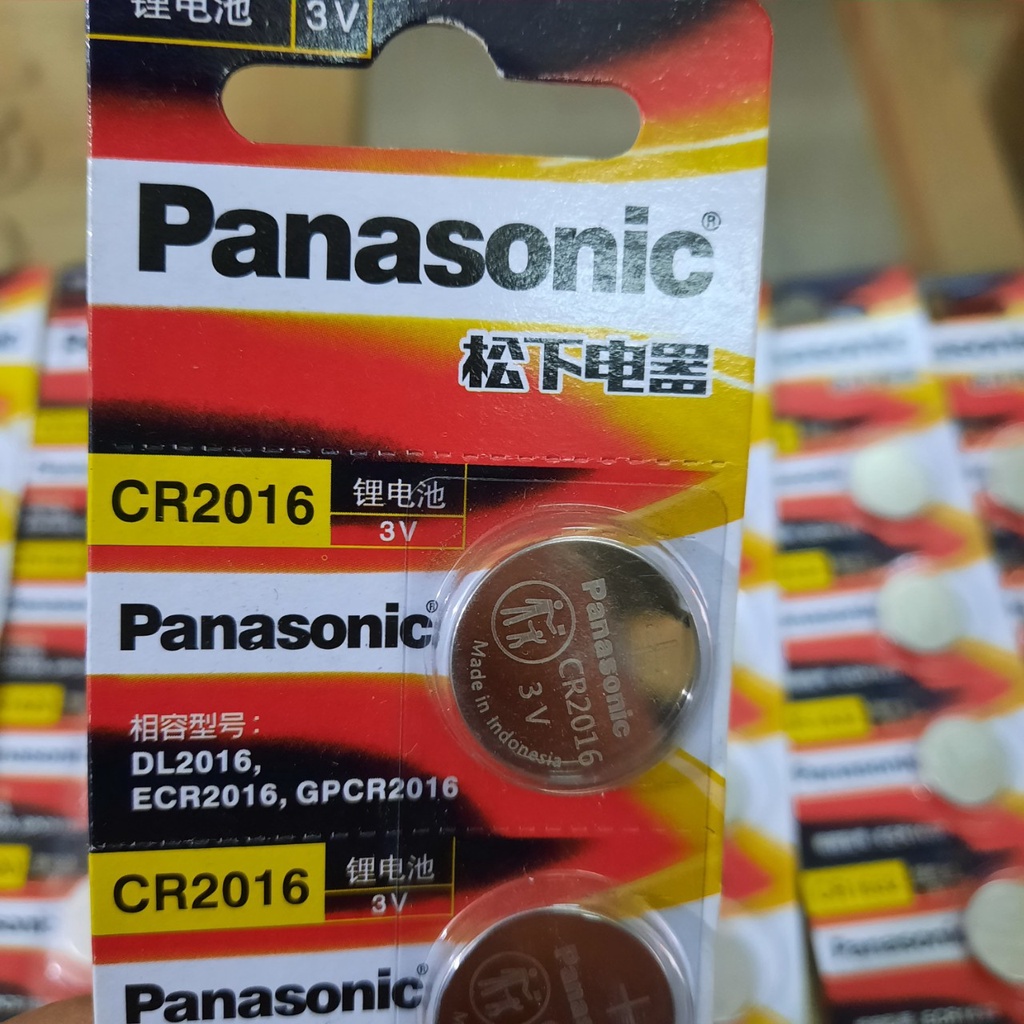 锂电池 3V
Panasonic®
松下电器
CR2016 锂电池
3V
Panasonic®
相容型号：
DL2016,
ECR2016, GPCR2016
Panasonic
CR2016
3V
Made in Indonesia
CR2016 锂电池
3V
Panasonic®
+